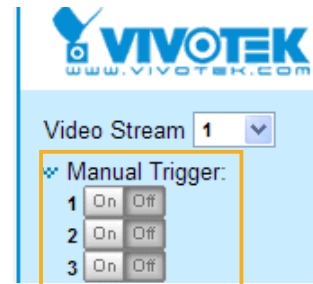 VIVOTEK
www.vivotek.com
Video Stream 1
Manual Trigger:
1 On Off
2 On Off
3 On Off